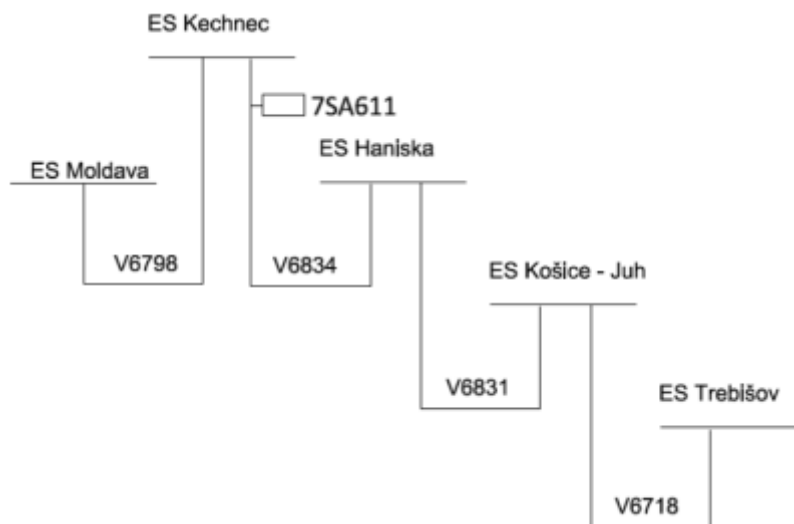 ES Kechnec
7SA611
ES Haniska
ES Moldava
V6798
V6834
ES Košice - Juh
V6831
ES Trebišov
V6718